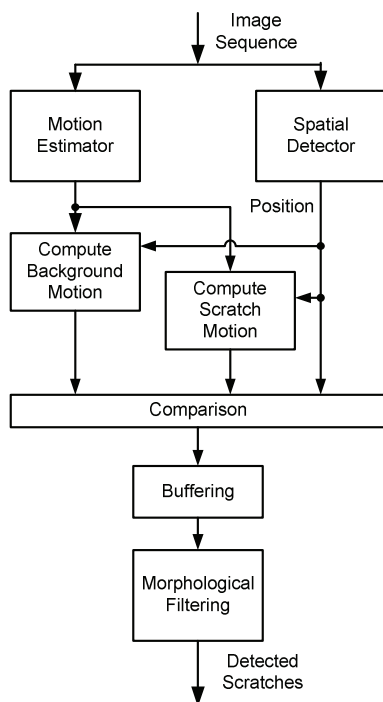 Image
Sequence
Motion
Estimator
Spatial
Detector
Position
Compute
Background
Motion
Compute
Scratch
Motion
Comparison
Buffering
Morphological
Filtering
Detected
Scratches